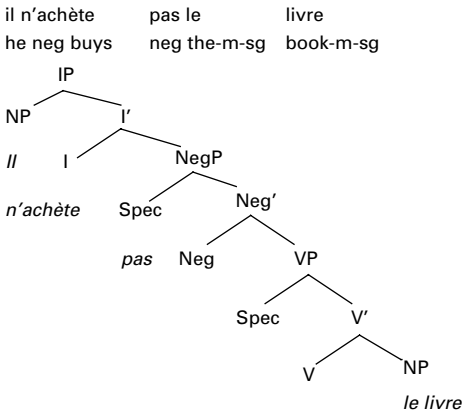 il n'achète pas le livre
he neg buys neg the-m-sg book-m-sg
IP
NP I'
Il I NegP
n'achète Spec Neg'
pas Neg VP
Spec V'
V NP
le livre